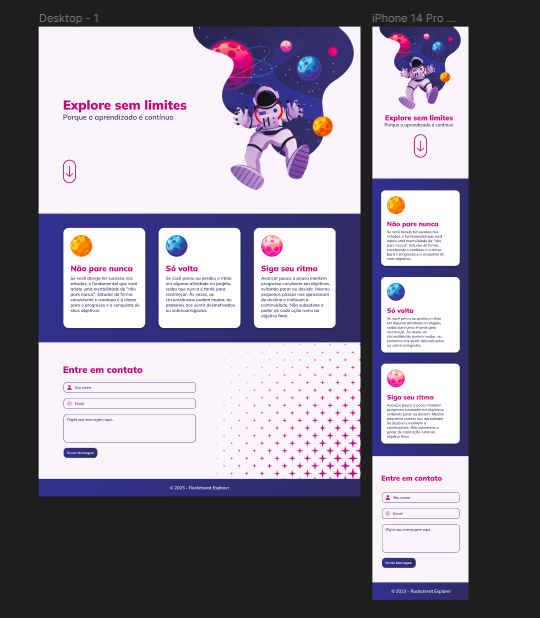 Desktop - 1
Explore sem limites
Porque o aprendizado é contínuo
Não pare nunca
Se você deseja ter sucesso nos
estudos, é fundamental que você
adote uma mentalidade de "não
pare nunca". Estudar de forma
consistente e contínua é a chave
para o progresso e a conquista de
seus objetivos.
Só volta
Se você parou ou perdeu o ritmo
em alguma atividade ou projeto,
saiba que nunca é tarde para
recomeçar. Às vezes, as
circunstâncias podem mudar, ou
podemos nos sentir desmotivados
ou sobrecarregados.
Siga seu ritmo
Avançar pouco a pouco mantém
progresso constante em objetivos,
evitando parar ou desistir. Mesmo
pequenos passos nos aproximam
do destino e motivam a
continuidade. Não subestime o
poder de cada ação rumo ao
objetivo final.
Entre em contato
Seu nome
Email
Digite sua mensagem aqui...
Enviar Mensagem
© 2023 - Rocketseat Explorer
iPhone 14 Pro ...
Explore sem limites
Porque o aprendizado é contínuo
Não pare nunca
Se você deseja ter sucesso nos
estudos, é fundamental que você
adote uma mentalidade de "não
pare nunca". Estudar de forma
consistente e contínua é a chave
para o progresso e a conquista de
seus objetivos.
Só volta
Se você parou ou perdeu o ritmo
em alguma atividade ou projeto,
saiba que nunca é tarde para
recomeçar. Às vezes, as
circunstâncias podem mudar, ou
podemos nos sentir desmotivados
ou sobrecarregados.
Siga seu ritmo
Avançar pouco a pouco mantém
progresso constante em objetivos,
evitando parar ou desistir. Mesmo
pequenos passos nos aproximam
do destino e motivam a
continuidade. Não subestime o
poder de cada ação rumo ao
objetivo final.
Entre em contato
Seu nome
Email
Digite sua mensagem aqui...
Enviar Mensagem
© 2023 - Rocketseat Explorer